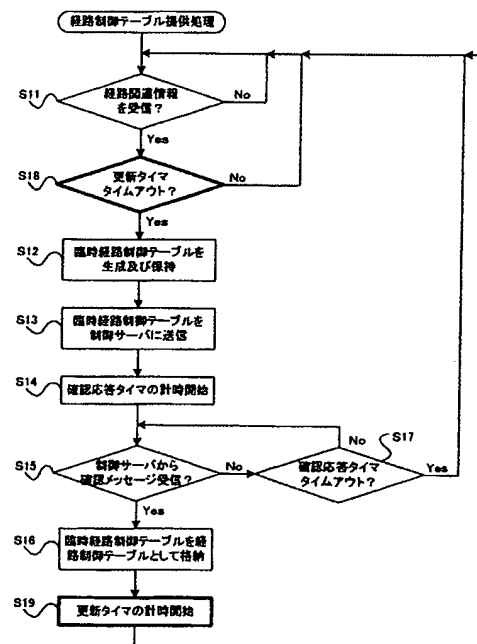 経路制御テーブル提供処理
S11
経路関連情報
を受信？
No
Yes
S18
更新タイマ
タイムアウト？
No
Yes
S12
臨時経路制御テーブルを
生成及び保持
S13
臨時経路制御テーブルを
制御サーバに送信
S14
確認応答タイマの計時開始
S15
制御サーバから
確認メッセージ受信？
No
Yes
S17
確認応答タイマ
タイムアウト？
No
Yes
S16
臨時経路制御テーブルを経
路制御テーブルとして格納
S19
更新タイマの計時開始